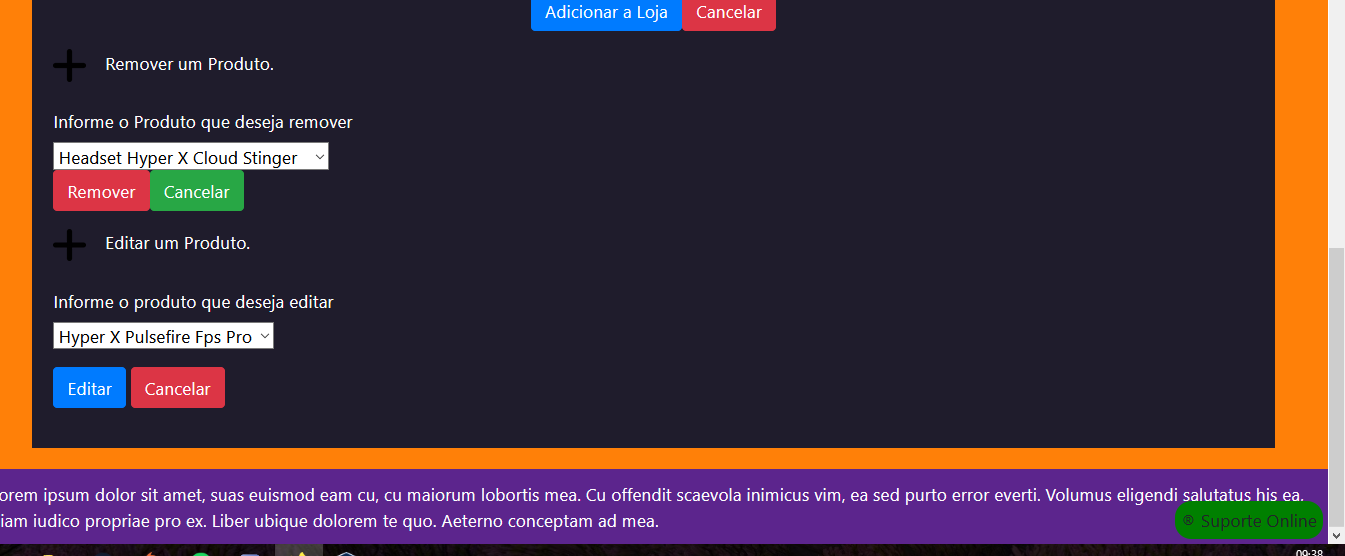 Adicionar a Loja Cancelar
Remover um Produto.
Informe o Produto que deseja remover
Headset Hyper X Cloud Stinger
Remover Cancelar
Editar um Produto.
Informe o produto que deseja editar
Hyper X Pulsefire Fps Pro
Editar Cancelar
orem ipsum dolor sit amet, suas euismod eam cu, cu maiorum lobortis mea. Cu offendit scaevola inimicus vim, ea sed purto error everti. Volumus eligendi salutatus his ea.
iam iudico propriae pro ex. Liber ubique dolorem te quo. Aeterno conceptam ad mea.
® Suporte Online
09:38